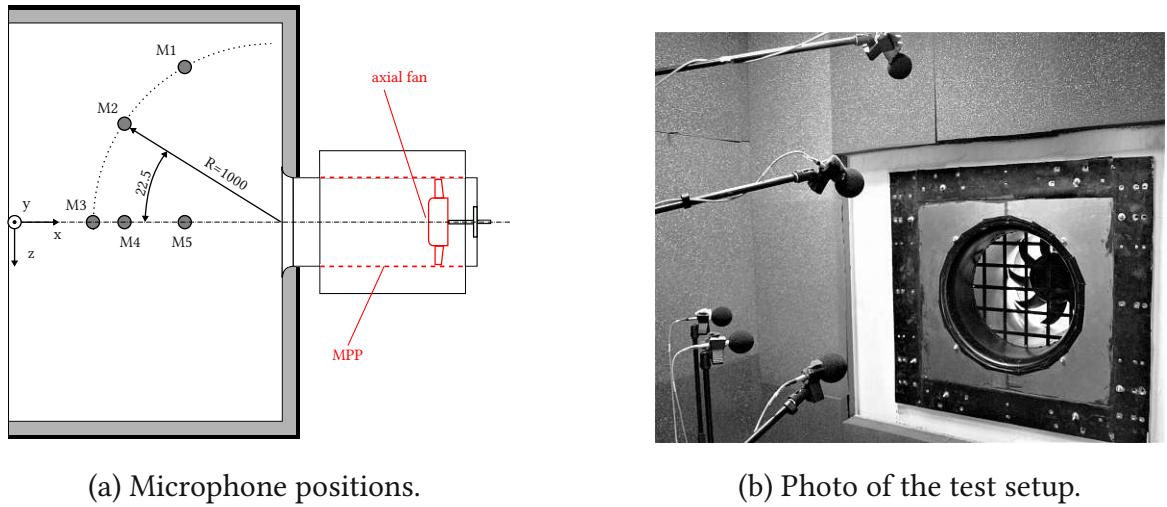 M1
axial fan
M2
R=1000
22.5
M3
y
x
M4
M5
z
MPP
(a) Microphone positions.
(b) Photo of the test setup.